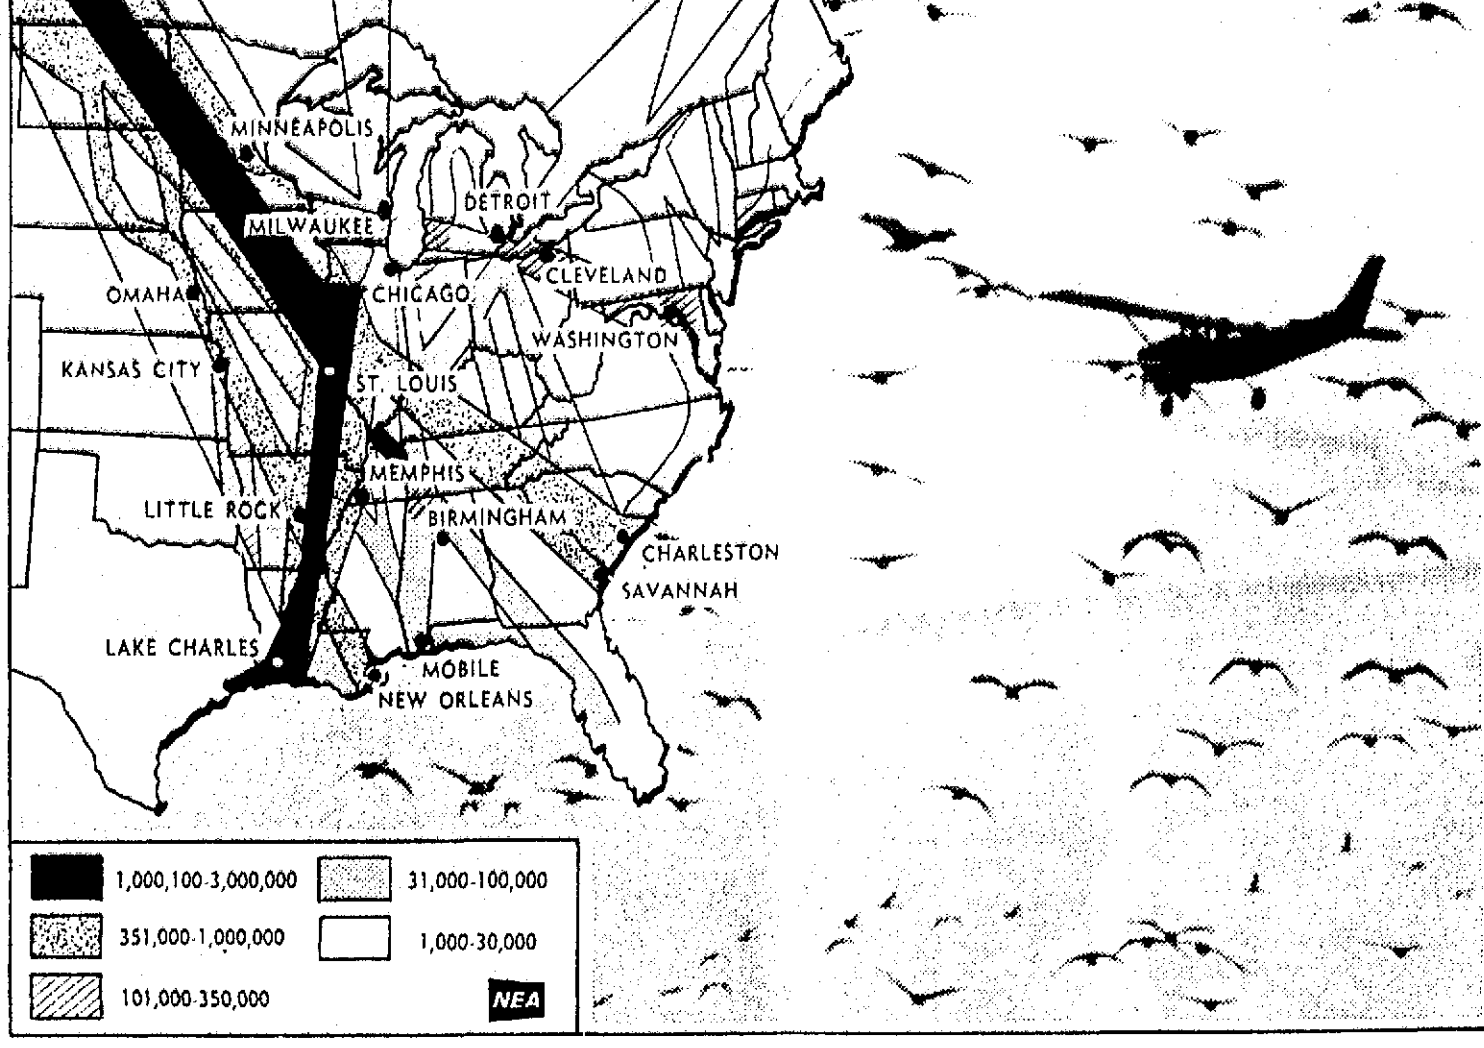 MINNEAPOLIS
DETROIT
MILWAUKEE
CLEVELAND
OMAHA
CHICAGO
WASHINGTON
KANSAS CITY
ST. LOUIS
MEMPHIS
LITTLE ROCK
BIRMINGHAM
CHARLESTON
SAVANNAH
LAKE CHARLES
MOBILE
NEW ORLEANS
1,000,100-3,000,000
31,000-100,000
351,000-1,000,000
1,000-30,000
101,000-350,000
NEA